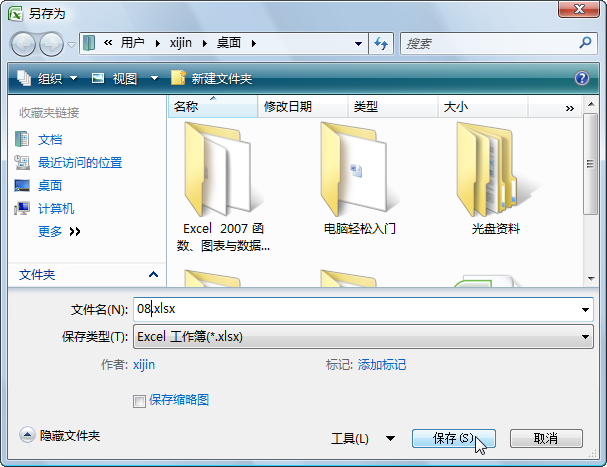 另存为
« 用户 ▸ xijin ▸ 桌面 ▸
搜索
组织 视图 新建文件夹
名称 修改日期 类型 大小 »
收藏夹链接
文档
最近访问的位置
桌面
计算机
更多 »
文件夹
Excel 2007 函
数、图表与数据...
电脑轻松入门
光盘资料
文件名(N): 08.xlsx
保存类型(T): Excel 工作簿(*.xlsx)
作者: xijin 标记: 添加标记
保存缩略图
隐藏文件夹 工具(L) 保存(S) 取消